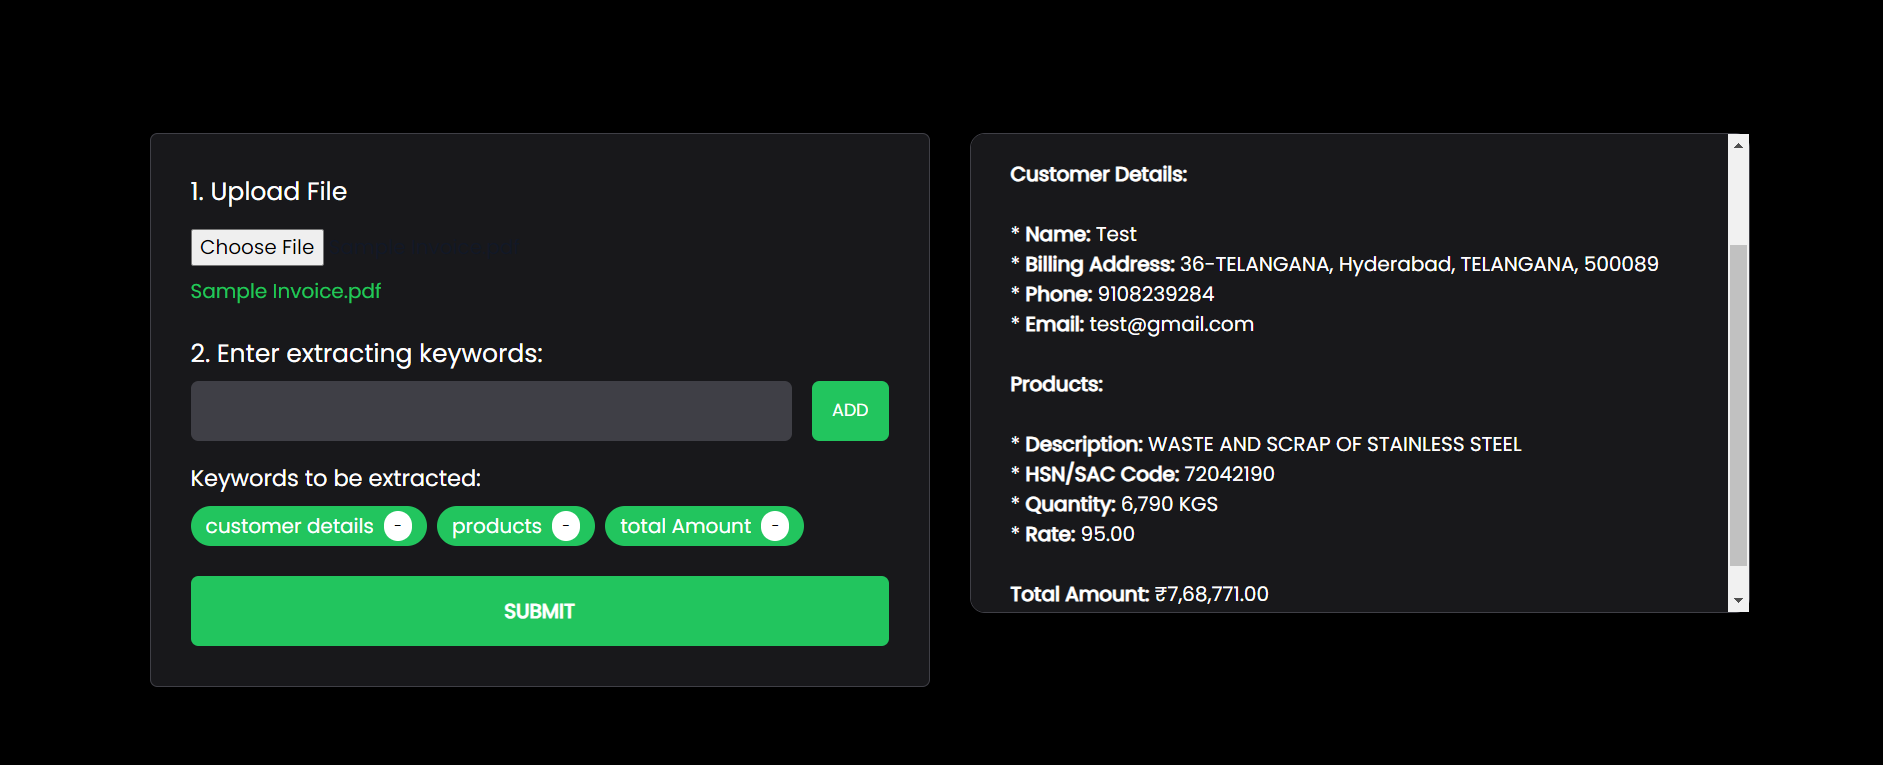 1. Upload File
Choose File
Sample Invoice.pdf
2. Enter extracting keywords:
ADD
Keywords to be extracted:
customer details -
products -
total Amount -
SUBMIT
Customer Details:
* Name: Test
* Billing Address: 36-TELANGANA, Hyderabad, TELANGANA, 500089
* Phone: 9108239284
* Email: test@gmail.com
Products:
* Description: WASTE AND SCRAP OF STAINLESS STEEL
* HSN/SAC Code: 72042190
* Quantity: 6,790 KGS
* Rate: 95.00
Total Amount: ₹7,68,771.00